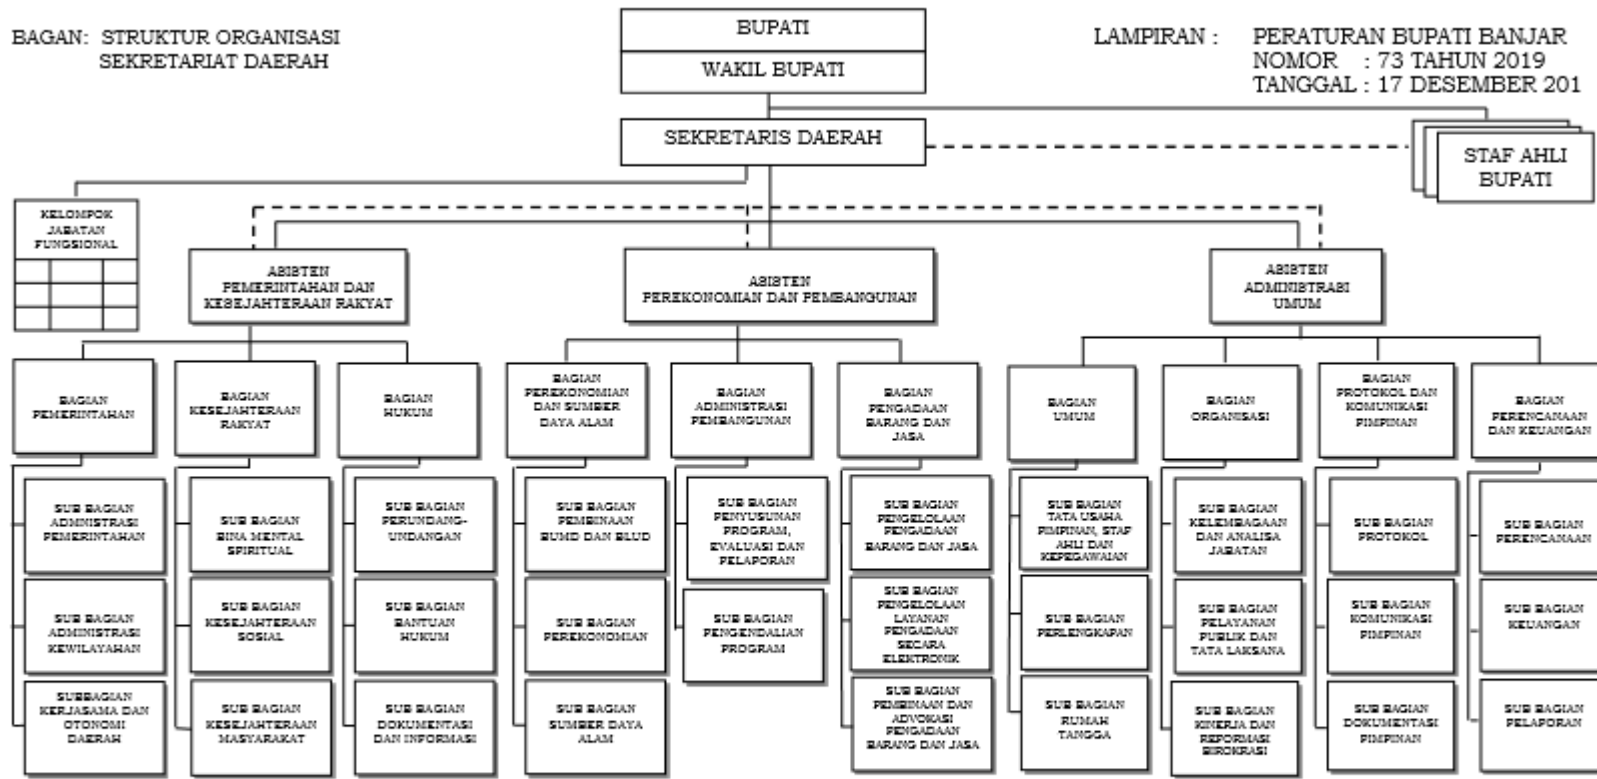 BAGAN: STRUKTUR ORGANISASI
SEKRETARIAT DAERAH
BUPATI
WAKIL BUPATI
LAMPIRAN : PERATURAN BUPATI BANJAR
NOMOR : 73 TAHUN 2019
TANGGAL : 17 DESEMBER 201
SEKRETARIS DAERAH
STAF AHLI
BUPATI
KELOMPOK
JABATAN
FUNGSIONAL
ASISTEN
PEMERINTAHAN DAN
KESEJAHTERAAN RAKYAT
ASISTEN
PEREKONOMIAN DAN PEMBANGUNAN
ASISTEN
ADMINISTRASI
UMUM
BAGIAN
PEMERINTAHAN
BAGIAN
KESEJAHTERAAN
RAKYAT
BAGIAN
HUKUM
BAGIAN
PEREKONOMIAN
DAN SUMBER
DAYA ALAM
BAGIAN
ADMINISTRASI
PEMBANGUNAN
BAGIAN
PENGADAAN
BARANG DAN
JASA
BAGIAN
UMUM
BAGIAN
ORGANISASI
BAGIAN
PROTOKOL DAN
KOMUNIKASI
PIMPINAN
BAGIAN
PERENCANAAN
DAN KEUANGAN
SUB BAGIAN
ADMNISTRASI
PEMERINTAHAN
SUB BAGIAN
BINA MENTAL
SPIRITUAL
SUB BAGIAN
PERUNDANG-
UNDANGAN
SUB BAGIAN
PEMBINAAN
BUMD DAN BLUD
SUB BAGIAN
PENYUSUNAN
PROGRAM,
EVALUASI DAN
PELAPORAN
SUB BAGIAN
PENGELOLAAN
PENGADAAN
BARANG DAN JASA
SUB BAGIAN
TATA USAHA
PIMPINAN, STAF
AHLI DAN
KEPEGAWAIAN
SUB BAGIAN
KELEMBAGAAN
DAN ANALISA
JABATAN
SUB BAGIAN
PROTOKOL
SUB BAGIAN
PERENCANAAN
SUB BAGIAN
ADMINISTRASI
KEWILAYAHAN
SUB BAGIAN
KESEJAHTERAAN
SOSIAL
SUB BAGIAN
BANTUAN
HUKUM
SUB BAGIAN
PEREKONOMIAN
SUB BAGIAN
PENGENDALIAN
PROGRAM
SUB BAGIAN
PENGELOLAAN
LAYANAN
PENGADAAN
SECARA
ELEKTRONIK
SUB BAGIAN
PERLENGKAPAN
SUB BAGIAN
PELAYANAN
PUBLIK DAN
TATA LAKSANA
SUB BAGIAN
KOMUNIKASI
PIMPINAN
SUB BAGIAN
KEUANGAN
SUBBAGIAN
KERJASAMA DAN
OTONOMI
DAERAH
SUB BAGIAN
KESEJAHTERAAN
MASYARAKAT
SUB BAGIAN
DOKUMENTASI
DAN INFORMASI
SUB BAGIAN
SUMBER DAYA
ALAM
SUB BAGIAN
PEMBINAAN DAN
ADVOKASI
PENGADAAN
BARANG DAN JASA
SUB BAGIAN
RUMAH
TANGGA
SUB BAGIAN
KINERJA DAN
REFORMASI
BIROKRASI
SUB BAGIAN
DOKUMENTASI
PIMPINAN
SUB BAGIAN
PELAPORAN